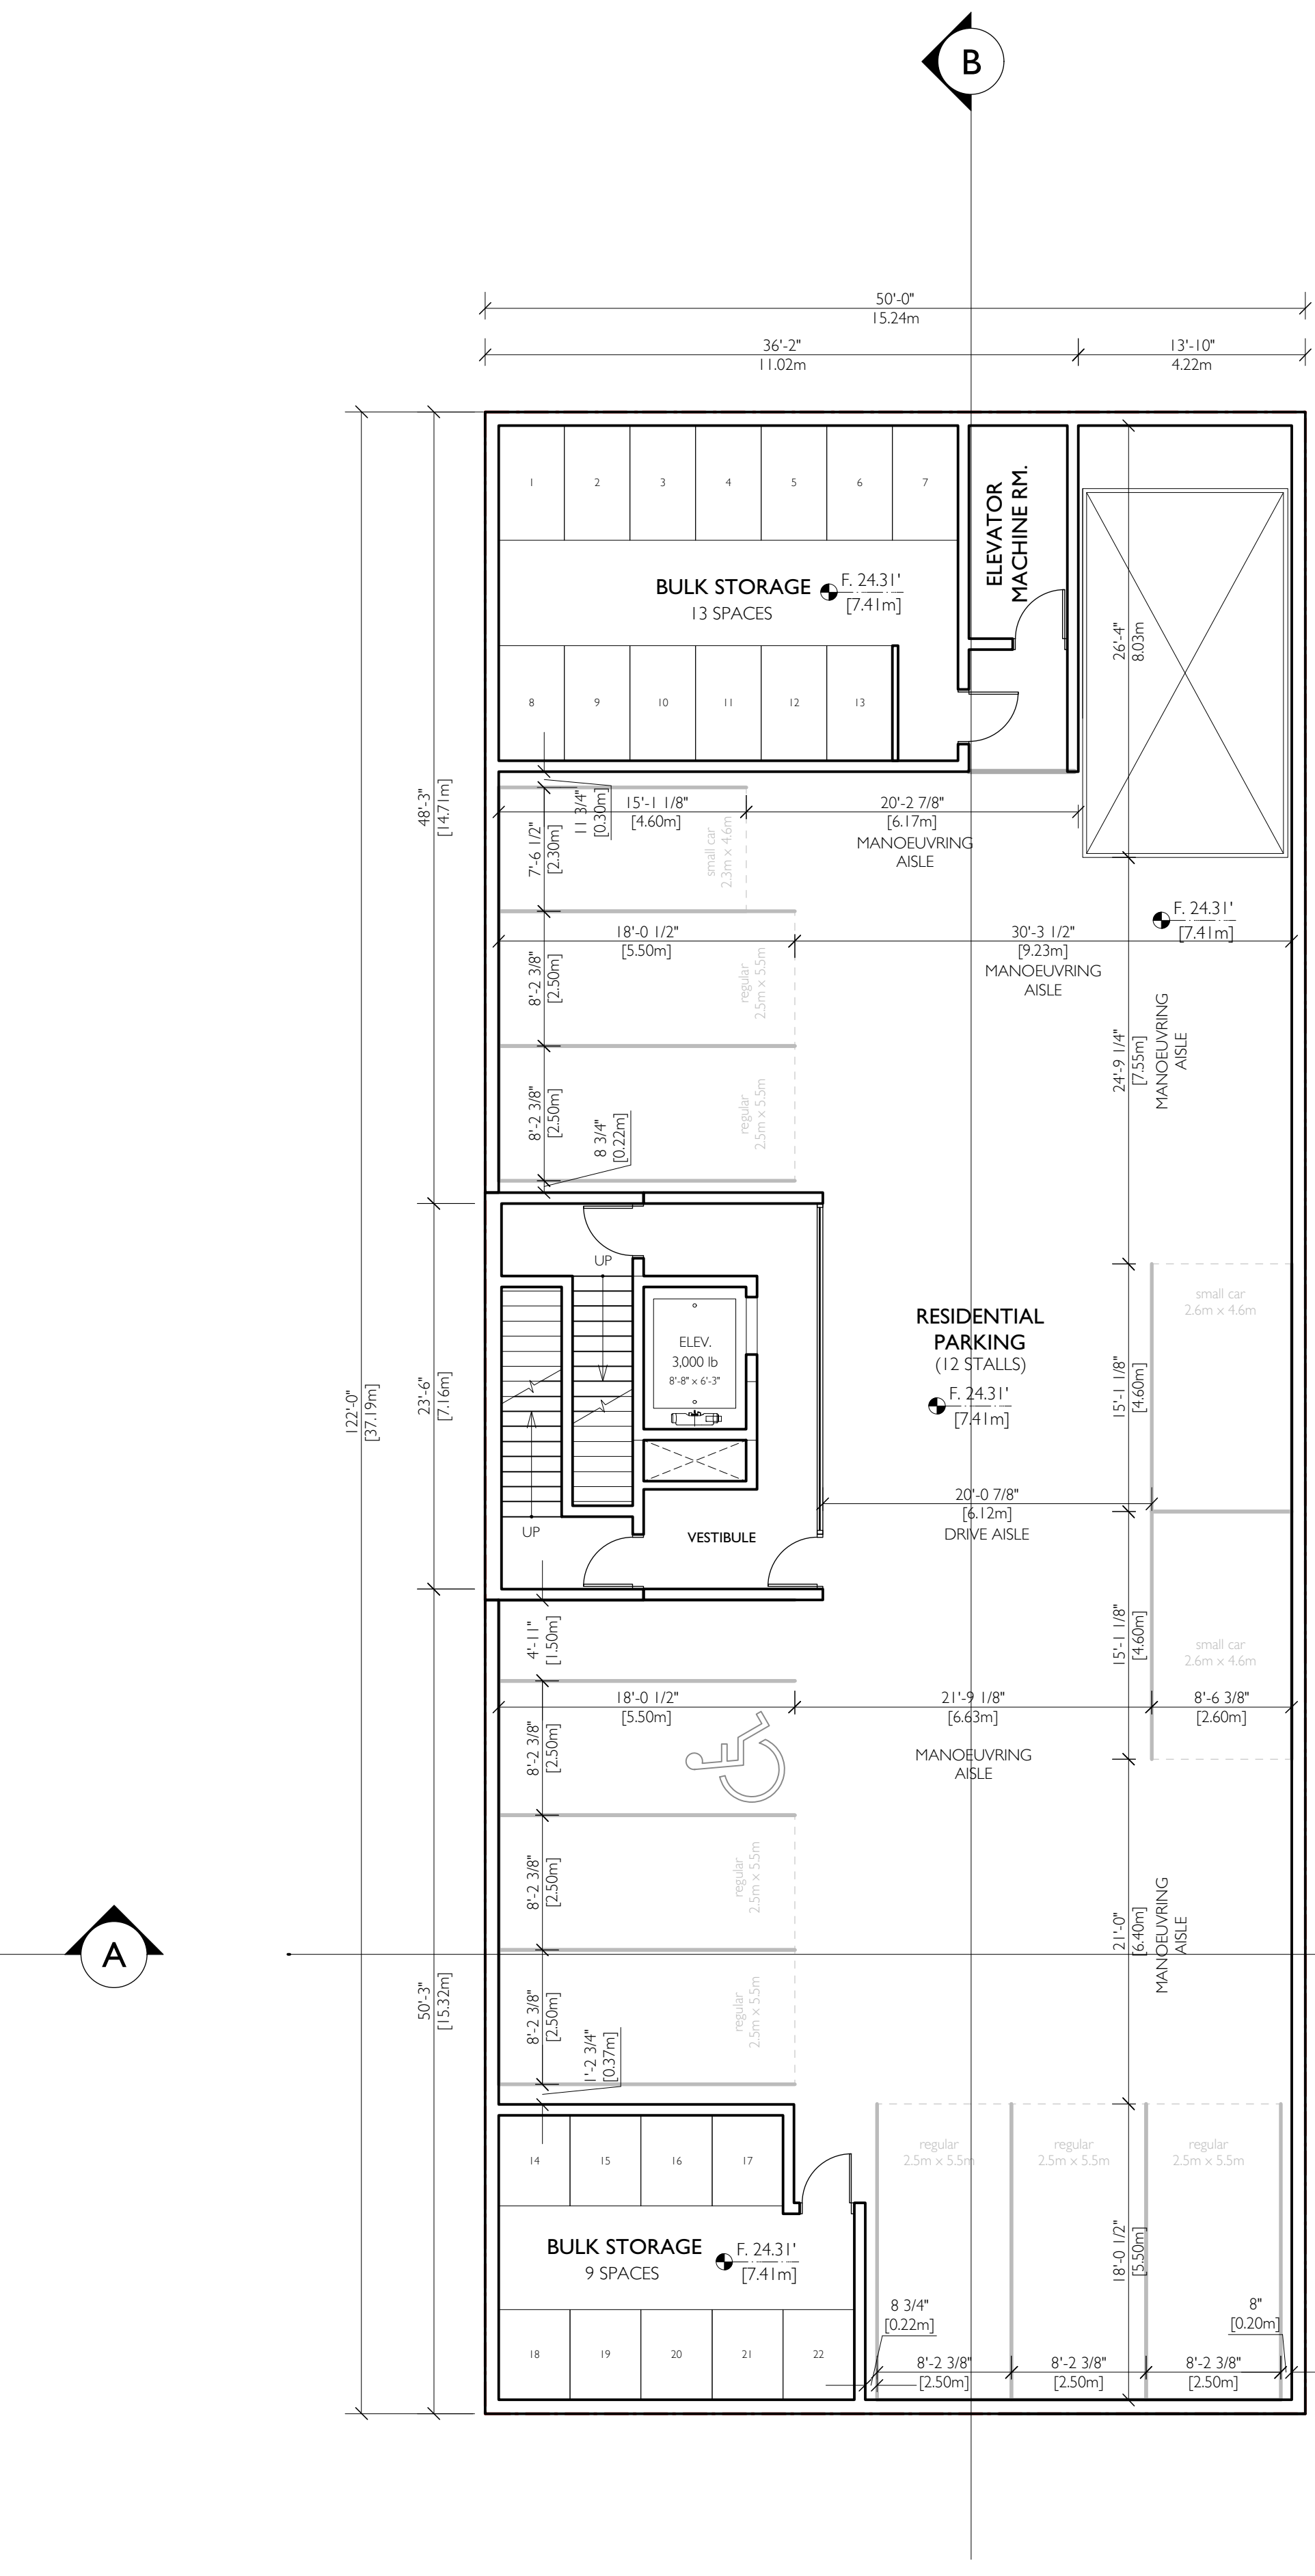 B
50'-0"
15.24m
36'-2"
11.02m
13'-10"
4.22m
1
2
3
4
5
6
7
ELEVATOR
MACHINE RM.
BULK STORAGE
13 SPACES
F. 24.31'
[7.41m]
26'-4"
8.03m
8
9
10
11
12
13
48'-3"
[14.71m]
11 3/4"
[0.30m]
15'-1 1/8"
[4.60m]
20'-2 7/8"
[6.17m]
MANOEUVRING
AISLE
7'-6 1/2"
[2.30m]
small car
2.3m x 4.6m
F. 24.31'
[7.41m]
18'-0 1/2"
[5.50m]
30'-3 1/2"
[9.23m]
MANOEUVRING
AISLE
8'-2 3/8"
[2.50m]
regular
2.5m x 5.5m
24'-9 1/4"
[7.55m]
MANOEUVRING
AISLE
8'-2 3/8"
[2.50m]
8 3/4"
[0.22m]
regular
2.5m x 5.5m
UP
small car
2.6m x 4.6m
RESIDENTIAL
PARKING
(12 STALLS)
F. 24.31'
[7.41m]
ELEV.
3,000 lb
8'-8" x 6'-3"
122'-0"
[37.19m]
23'-6"
[7.16m]
15'-1 1/8"
[4.60m]
20'-0 7/8"
[6.12m]
DRIVE AISLE
UP
VESTIBULE
4'-11"
[1.50m]
15'-1 1/8"
[4.60m]
small car
2.6m x 4.6m
18'-0 1/2"
[5.50m]
21'-9 1/8"
[6.63m]
8'-6 3/8"
[2.60m]
8'-2 3/8"
[2.50m]
MANOEUVRING
AISLE
8'-2 3/8"
[2.50m]
regular
2.5m x 5.5m
21'-0"
[6.40m]
MANOEUVRING
AISLE
A
50'-3"
[15.32m]
8'-2 3/8"
[2.50m]
1'-2 3/4"
[0.37m]
regular
2.5m x 5.5m
14
15
16
17
regular
2.5m x 5.5m
regular
2.5m x 5.5m
regular
2.5m x 5.5m
BULK STORAGE
9 SPACES
F. 24.31'
[7.41m]
18'-0 1/2"
[5.50m]
8 3/4"
[0.22m]
8"
[0.20m]
18
19
20
21
22
8'-2 3/8"
[2.50m]
8'-2 3/8"
[2.50m]
8'-2 3/8"
[2.50m]